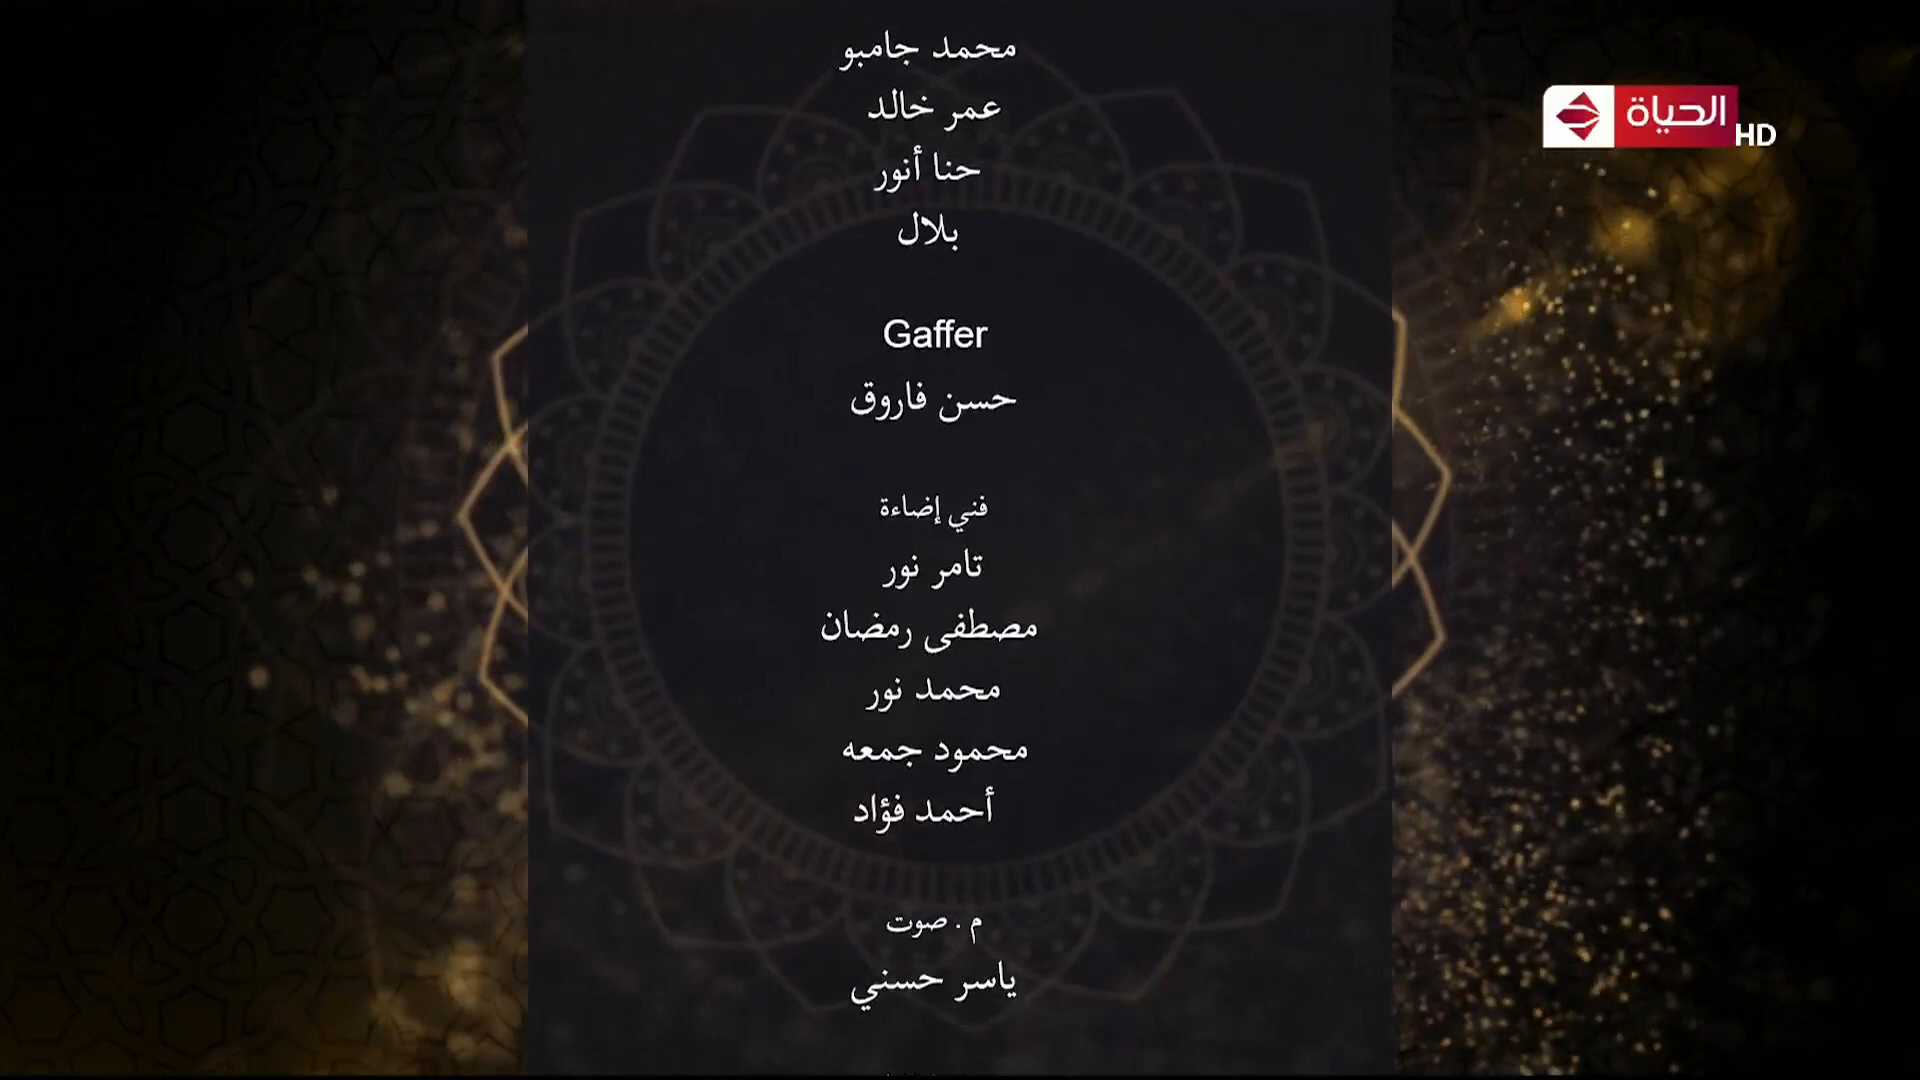 محمد جامبو
عمر خالد
حنا أنور
بلال
Gaffer
حسن فاروق
فني إضاءة
تامر نور
مصطفى رمضان
محمد نور
محمود جمعه
أحمد فؤاد
م . صوت
ياسر حسني
الحياة
HD